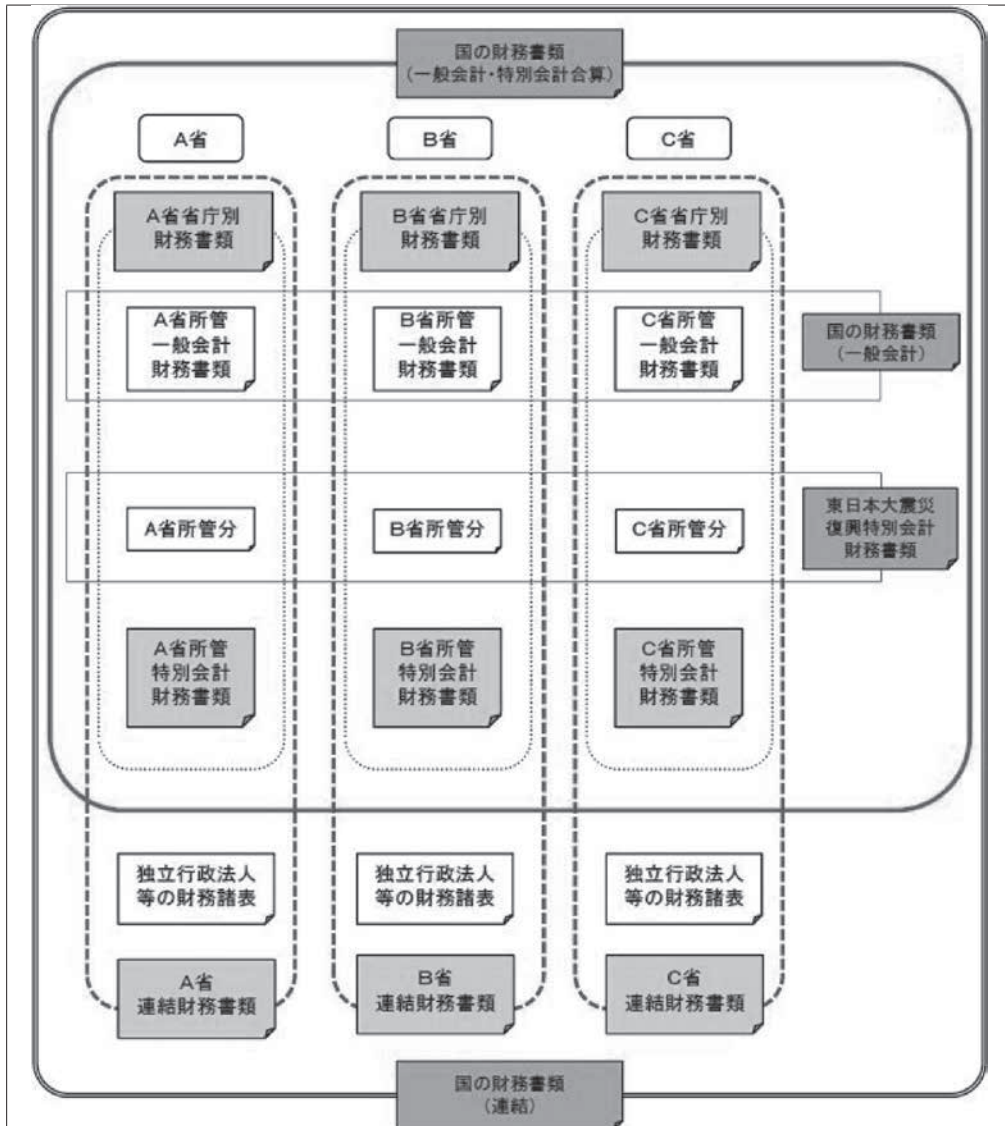 国の財務書類
(一般会計・特別会計合算)
A省
B省
C省
A省省庁別
財務書類
B省省庁別
財務書類
C省省庁別
財務書類
A省所管
一般会計
財務書類
B省所管
一般会計
財務書類
C省所管
一般会計
財務書類
国の財務書類
(一般会計)
A省所管分
B省所管分
C省所管分
東日本大震災
復興特別会計
財務書類
A省所管
特別会計
財務書類
B省所管
特別会計
財務書類
C省所管
特別会計
財務書類
独立行政法人
等の財務諸表
独立行政法人
等の財務諸表
独立行政法人
等の財務諸表
A省
連結財務書類
B省
連結財務書類
C省
連結財務書類
国の財務書類
(連結)